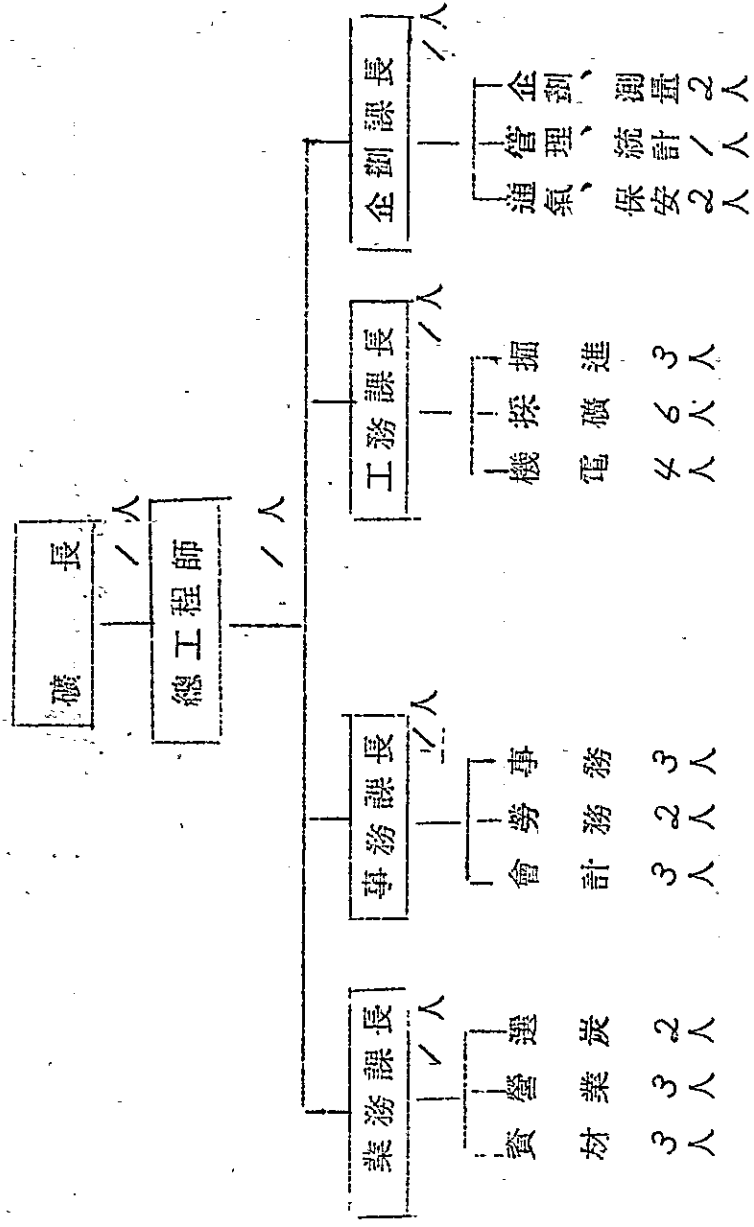 礦長
1人
總工程師
1人
企劃課長
1人
企劃、測量2人
管理、統計1人
通氣、保安2人
工務課長
1人
掘進3人
採礦6人
機電4人
事務課長
1人
事務3人
勞務2人
會計3人
業務課長
1人
選炭2人
營業3人
資材3人